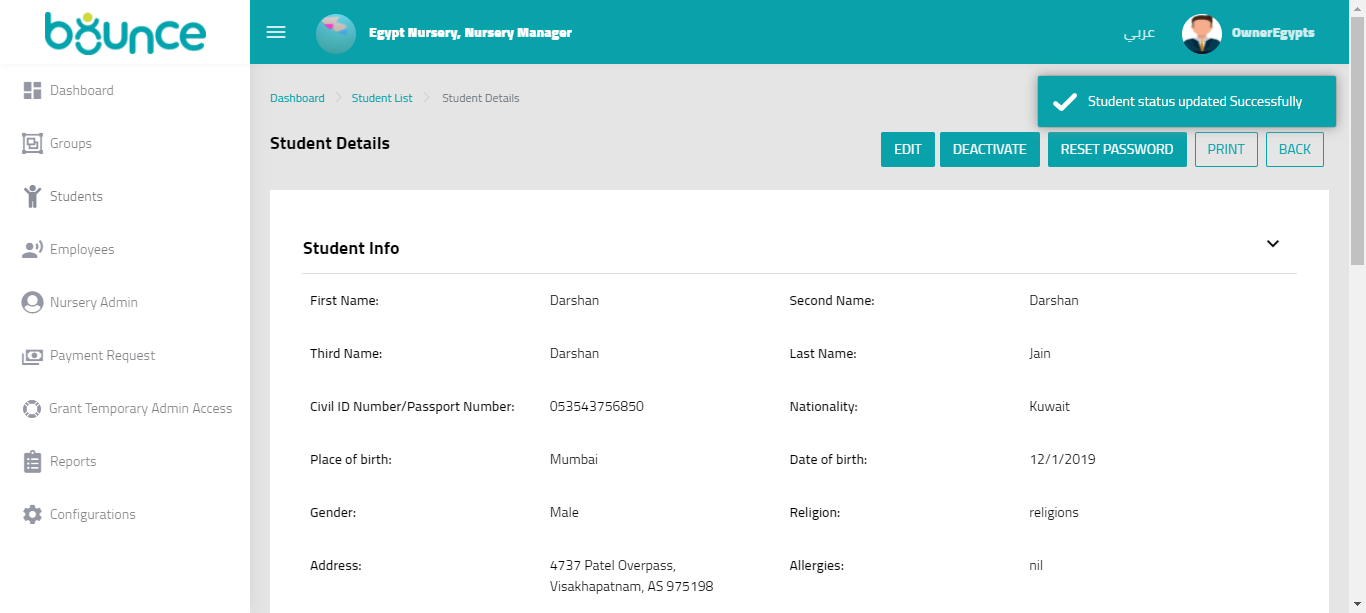 bounce
Egypt Nursery, Nursery Manager
عربي
OwnerEgypts
Dashboard
Groups
Students
Employees
Nursery Admin
Payment Request
Grant Temporary Admin Access
Reports
Configurations
Dashboard
Student List
Student Details
Student status updated Successfully
Student Details
EDIT
DEACTIVATE
RESET PASSWORD
PRINT
BACK
Student Info
First Name: Darshan Second Name: Darshan
Third Name: Darshan Last Name: Jain
Civil ID Number/Passport Number: 053543756850 Nationality: Kuwait
Place of birth: Mumbai Date of birth: 12/1/2019
Gender: Male Religion: religions
Address: 4737 Patel Overpass, Allergies: nil
Visakhapatnam, AS 975198